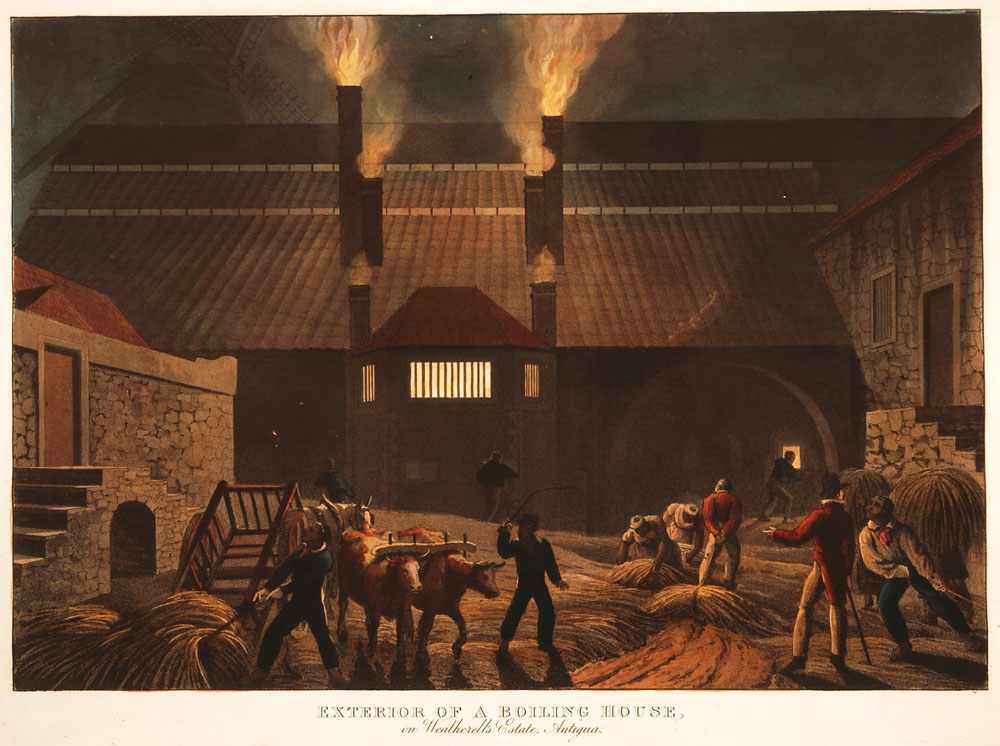 EXTERIOR OF A BOILING HOUSE,
on Weatherell's Estate, Antigua.